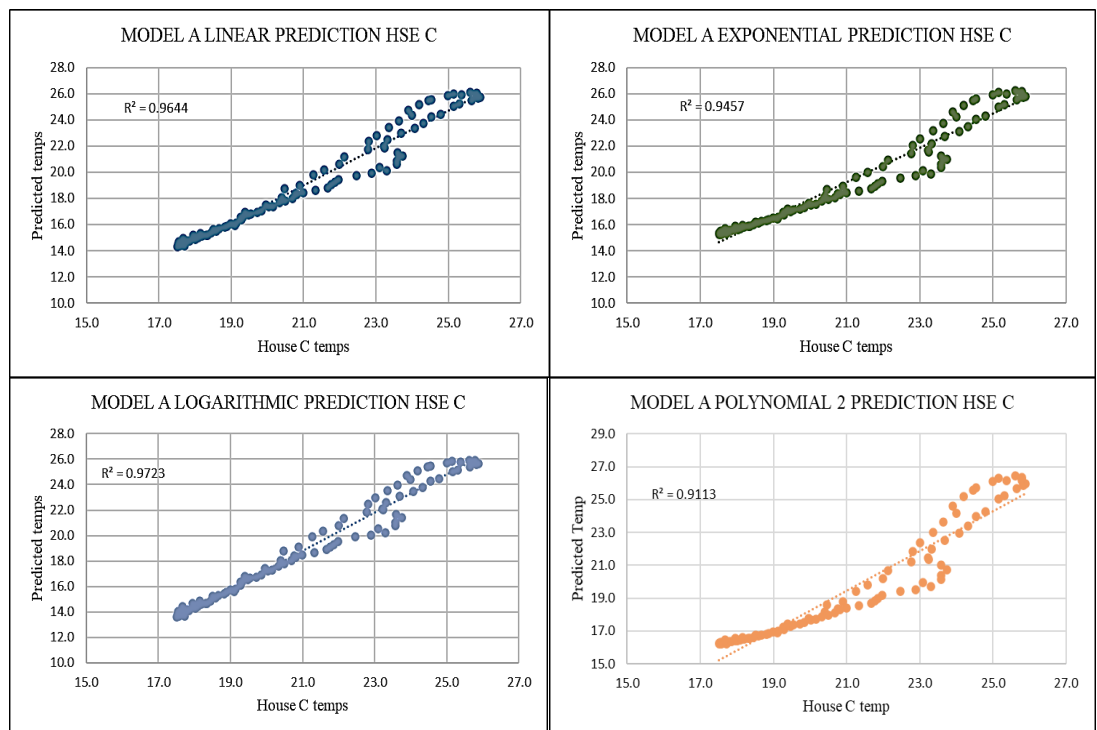 MODEL A LINEAR PREDICTION HSE C
Predicted temps
28.0
26.0
24.0
22.0
20.0
18.0
16.0
14.0
12.0
10.0
R² = 0.9644
15.0 17.0 19.0 21.0 23.0 25.0 27.0
House C temps
MODEL A EXPONENTIAL PREDICTION HSE C
Predicted temps
28.0
26.0
24.0
22.0
20.0
18.0
16.0
14.0
12.0
10.0
R² = 0.9457
15.0 17.0 19.0 21.0 23.0 25.0 27.0
House C temps
MODEL A LOGARITHMIC PREDICTION HSE C
Predicted temps
28.0
26.0
24.0
22.0
20.0
18.0
16.0
14.0
12.0
10.0
R² = 0.9723
15.0 17.0 19.0 21.0 23.0 25.0 27.0
House C temps
MODEL A POLYNOMIAL 2 PREDICTION HSE C
Predicted Temp
29.0
27.0
25.0
23.0
21.0
19.0
17.0
15.0
R² = 0.9113
15.0 17.0 19.0 21.0 23.0 25.0 27.0
House C temp